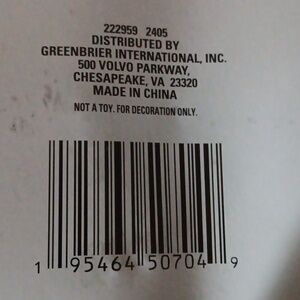 222959 2405
DISTRIBUTED BY
GREENBRIER INTERNATIONAL, INC.
500 VOLVO PARKWAY,
CHESAPEAKE, VA 23320
MADE IN CHINA
NOT A TOY. FOR DECORATION ONLY.
1 95464 50704 9